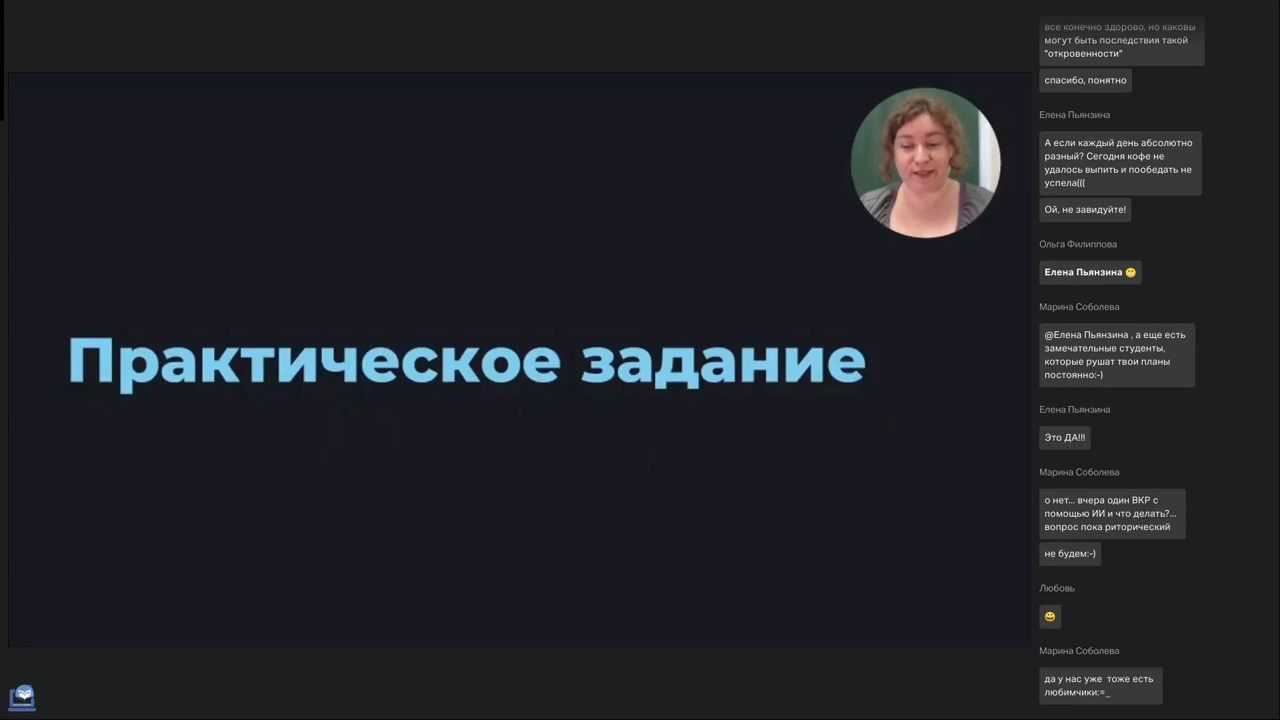 Практическое задание
все конечно здорово, но каковы
могут быть последствия такой
"откровенности"
спасибо, понятно
Елена Пьянзина
А если каждый день абсолютно
разный? Сегодня кофе не
удалось выпить и пообедать не
успела(((
Ой, не завидуйте!
Ольга Филиппова
Елена Пьянзина 😬
Марина Соболева
@Елена Пьянзина , а еще есть
замечательные студенты,
которые рушат твои планы
постоянно:-)
Елена Пьянзина
Это ДА!!!
Марина Соболева
о нет... вчера один ВКР с
помощью ИИ и что делать?...
вопрос пока риторический
не будем:-)
Любовь
😀
Марина Соболева
да у нас уже  тоже есть
любимчики:=_